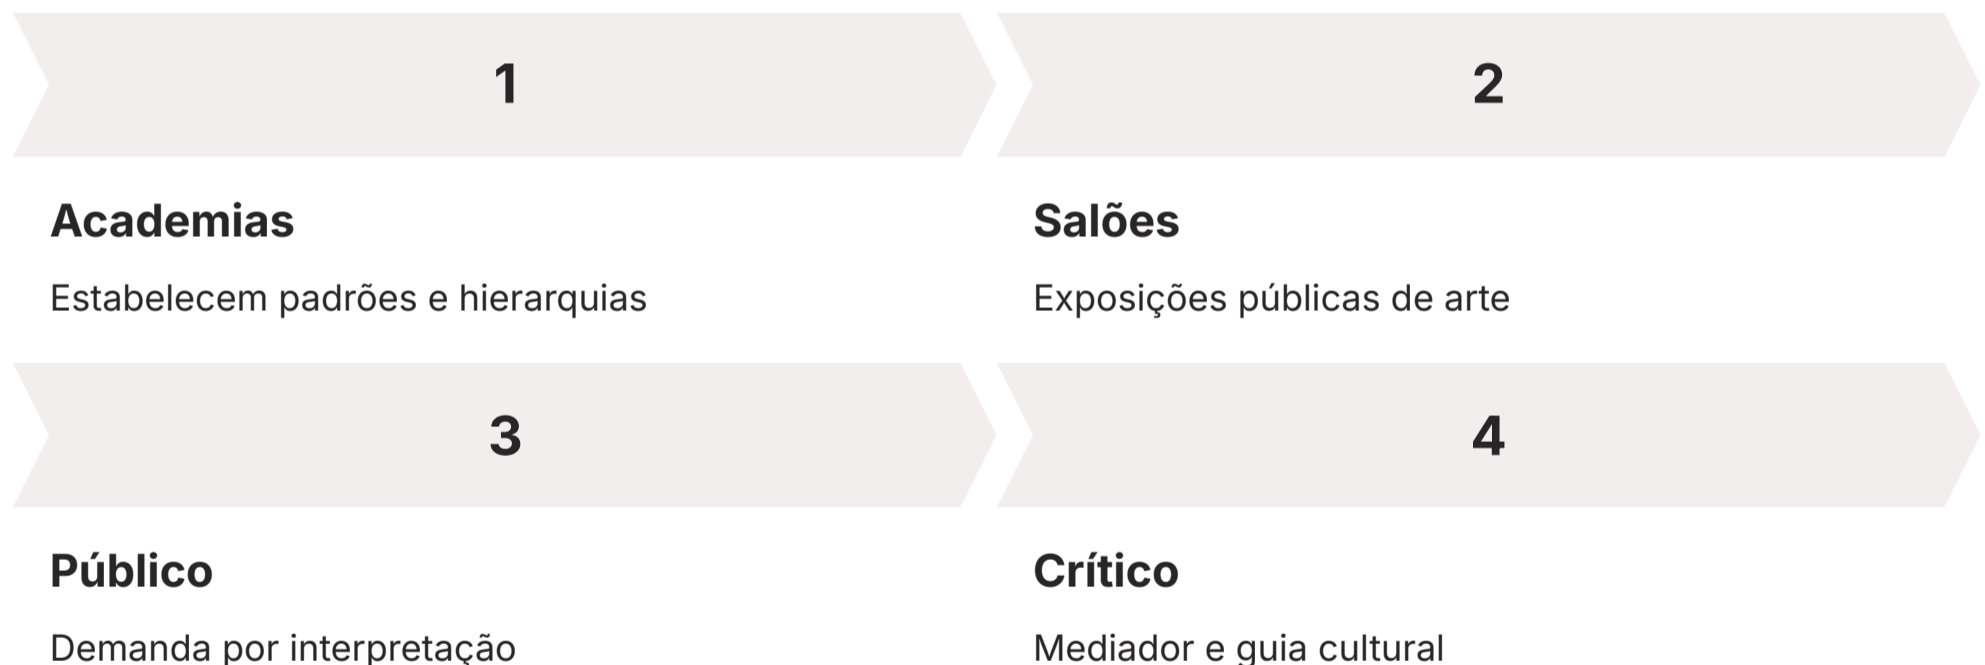 1
Academias
Estabelecem padrões e hierarquias
2
Salões
Exposições públicas de arte
3
Público
Demanda por interpretação
4
Crítico
Mediador e guia cultural